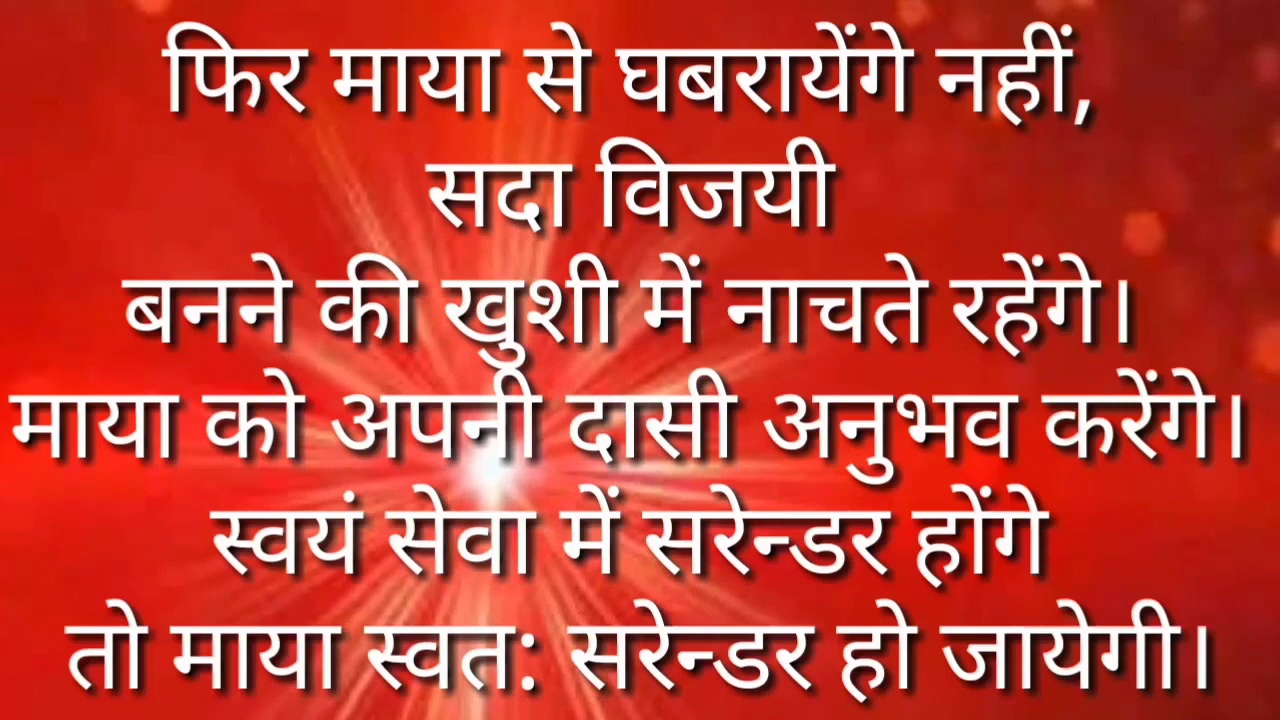 फिर माया से घबरायेंगे नहीं,
सदा विजयी
बनने की खुशी में नाचते रहेंगे।
माया को अपनी दासी अनुभव करेंगे।
स्वयं सेवा में सरेन्डर होंगे
तो माया स्वत: सरेन्डर हो जायेगी।